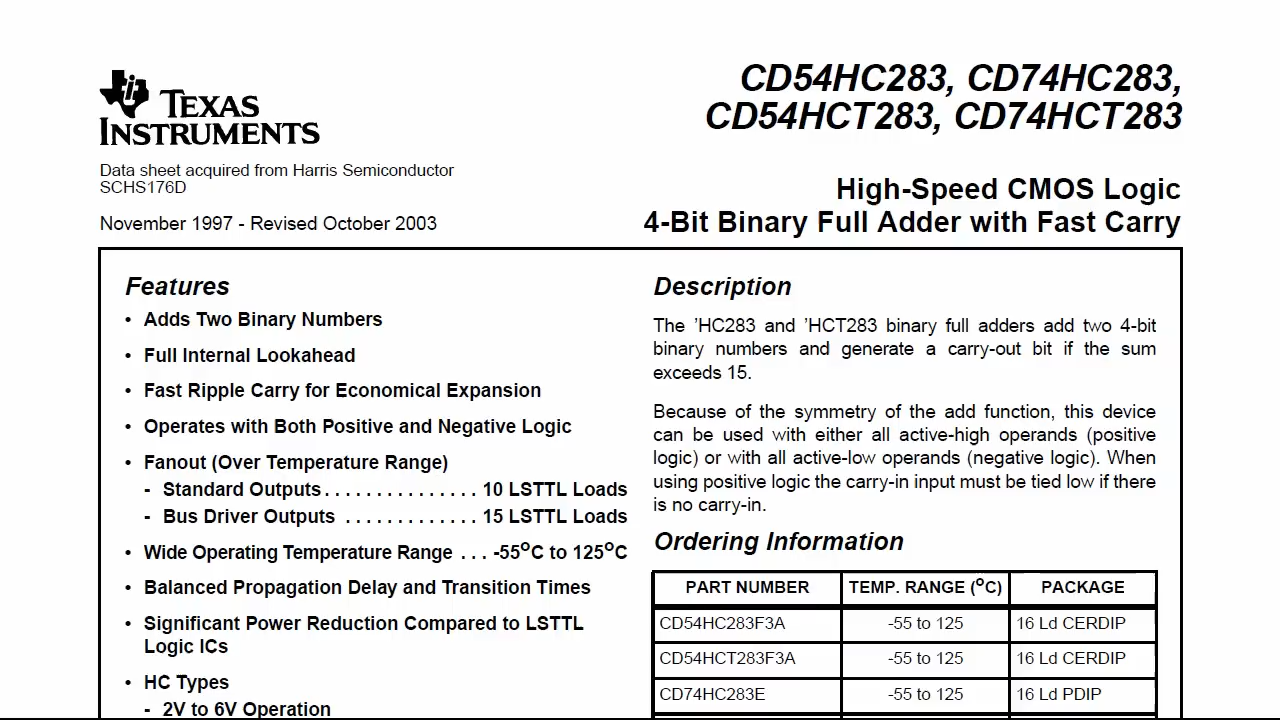 TEXAS
INSTRUMENTS
Data sheet acquired from Harris Semiconductor
SCHS176D
November 1997 - Revised October 2003
CD54HC283, CD74HC283,
CD54HCT283, CD74HCT283
High-Speed CMOS Logic
4-Bit Binary Full Adder with Fast Carry
Features
• Adds Two Binary Numbers
• Full Internal Lookahead
• Fast Ripple Carry for Economical Expansion
• Operates with Both Positive and Negative Logic
• Fanout (Over Temperature Range)
- Standard Outputs . . . . . . . . . . . . . . . 10 LSTTL Loads
- Bus Driver Outputs . . . . . . . . . . . . . 15 LSTTL Loads
• Wide Operating Temperature Range . . . -55°C to 125°C
• Balanced Propagation Delay and Transition Times
• Significant Power Reduction Compared to LSTTL
Logic ICs
• HC Types
- 2V to 6V Operation
Description
The ’HC283 and ’HCT283 binary full adders add two 4-bit
binary numbers and generate a carry-out bit if the sum
exceeds 15.
Because of the symmetry of the add function, this device
can be used with either all active-high operands (positive
logic) or with all active-low operands (negative logic). When
using positive logic the carry-in input must be tied low if there
is no carry-in.
Ordering Information
PART NUMBER TEMP. RANGE (°C) PACKAGE
CD54HC283F3A -55 to 125 16 Ld CERDIP
CD54HCT283F3A -55 to 125 16 Ld CERDIP
CD74HC283E -55 to 125 16 Ld PDIP